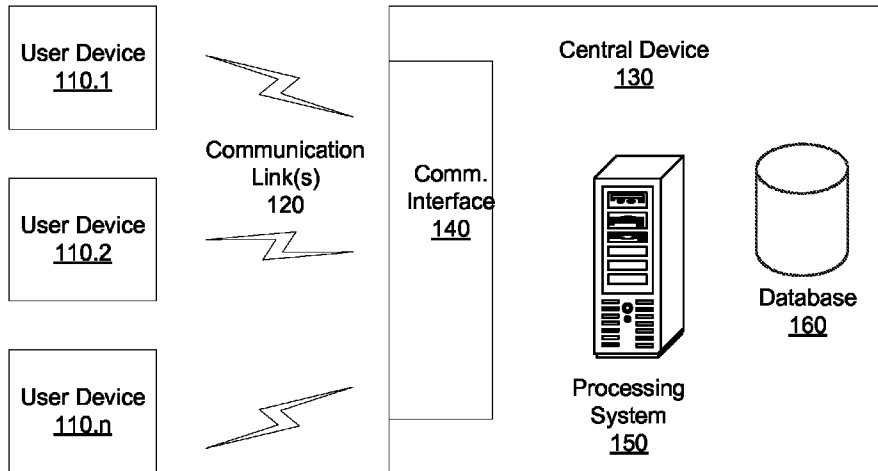 User Device
110.1
User Device
110.2
User Device
110.n
Communication
Link(s)
120
Comm.
Interface
140
Central Device
130
Processing
System
150
Database
160